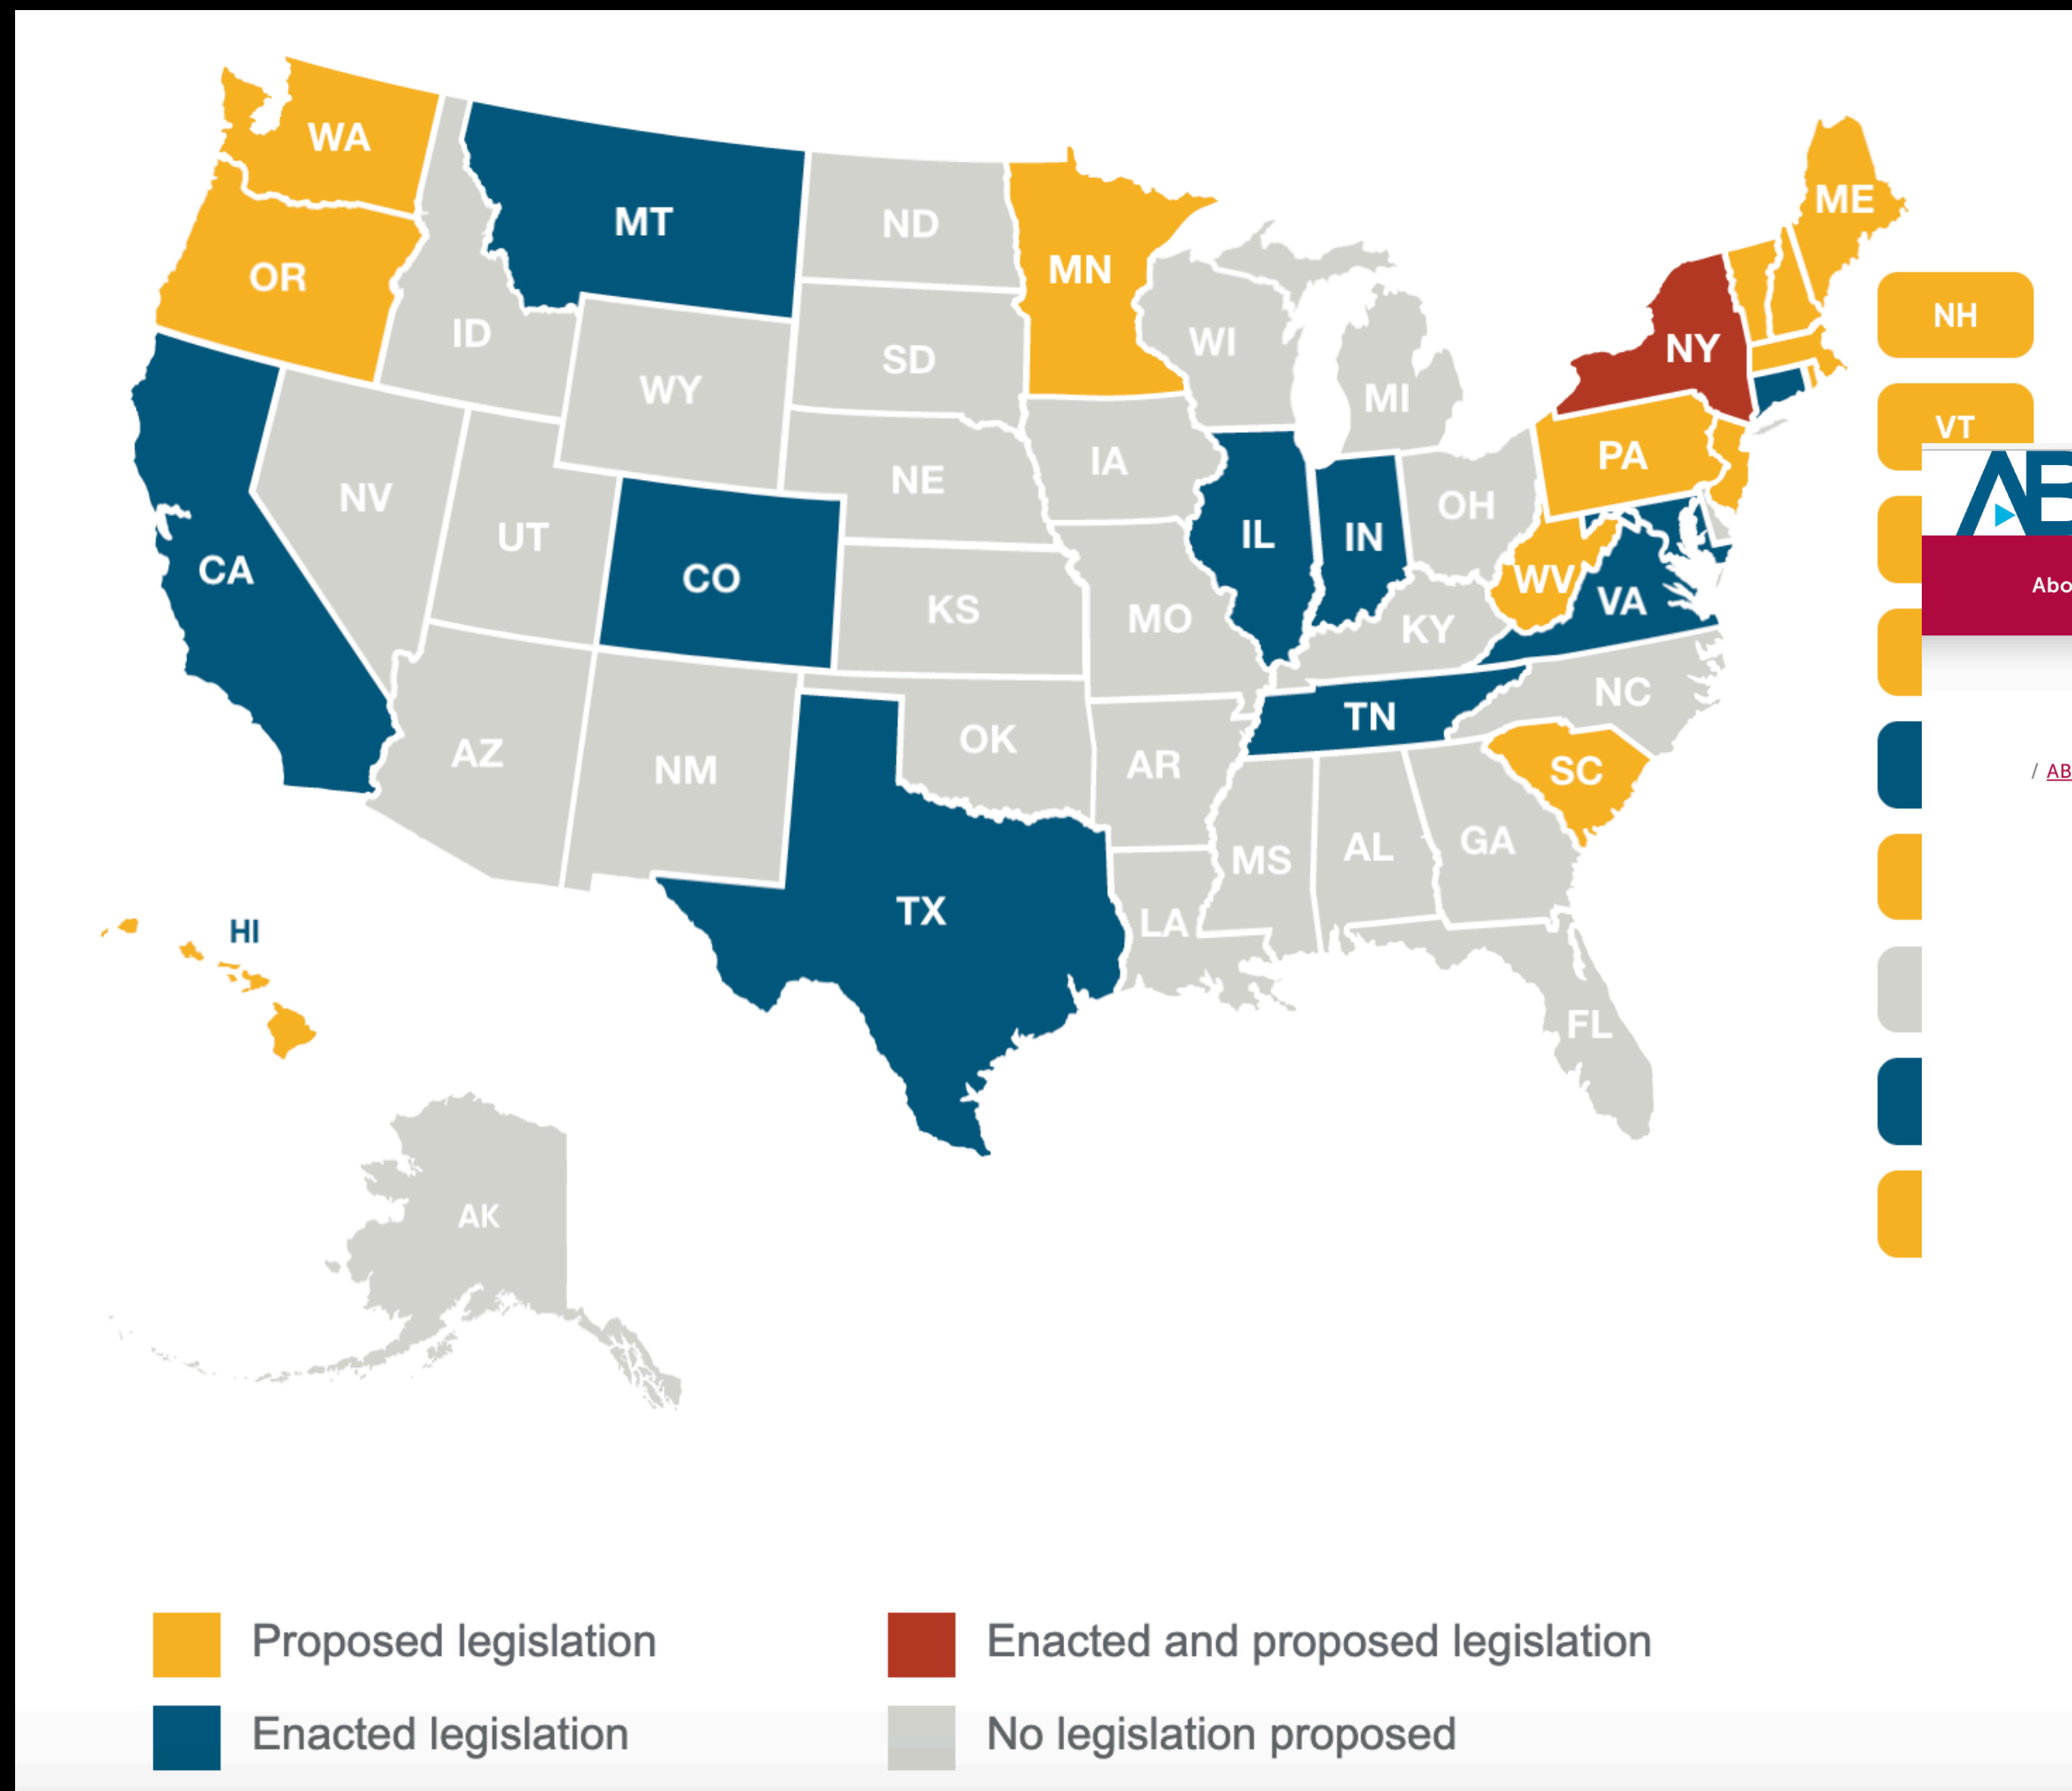 WA
MT
ND
MN
ME
OR
ID
SD
WI
NH
WY
MI
NY
VT
IA
PA
NV
NE
OH
UT
IL
IN
CA
CO
WV
VA
Abo
KS
MO
KY
NC
TN
AZ
NM
OK
AR
SC
/ AB
MS
AL
GA
TX
LA
HI
FL
AK
Proposed legislation
Enacted and proposed legislation
Enacted legislation
No legislation proposed